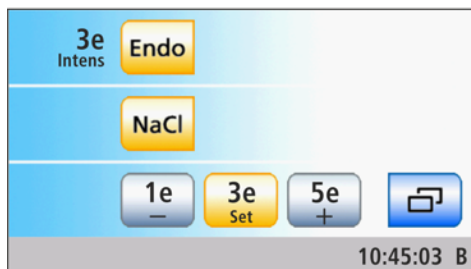 3e Endo
Intens
NaCl
1e 3e 5e
– Set +
10:45:03 B